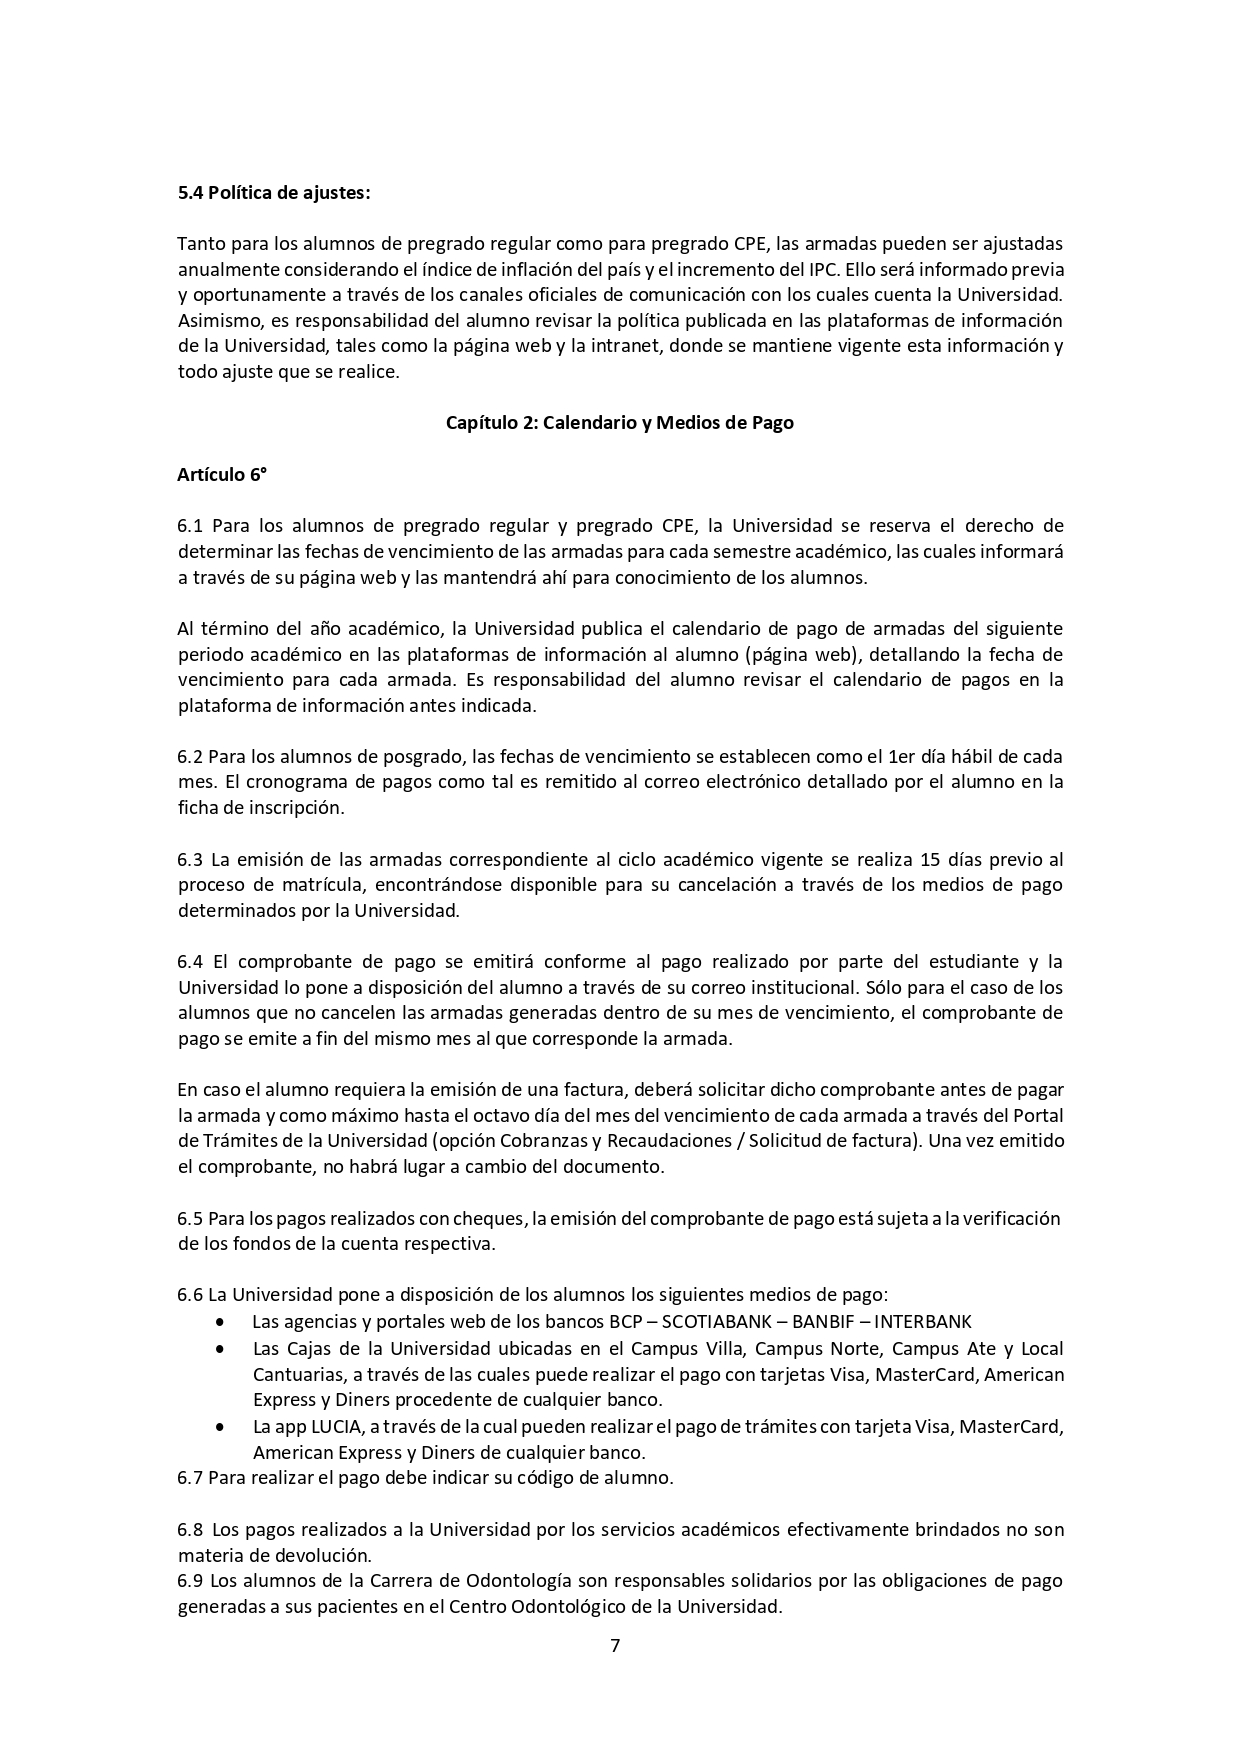 5.4 Política de ajustes:
Tanto para los alumnos de pregrado regular como para pregrado CPE, las armadas pueden ser ajustadas
anualmente considerando el índice de inflación del país y el incremento del IPC. Ello será informado previa
y oportunamente a través de los canales oficiales de comunicación con los cuales cuenta la Universidad.
Asimismo, es responsabilidad del alumno revisar la política publicada en las plataformas de información
de la Universidad, tales como la página web y la intranet, donde se mantiene vigente esta información y
todo ajuste que se realice.
Capítulo 2: Calendario y Medios de Pago
Artículo 6°
6.1 Para los alumnos de pregrado regular y pregrado CPE, la Universidad se reserva el derecho de
determinar las fechas de vencimiento de las armadas para cada semestre académico, las cuales informará
a través de su página web y las mantendrá ahí para conocimiento de los alumnos.
Al término del año académico, la Universidad publica el calendario de pago de armadas del siguiente
periodo académico en las plataformas de información al alumno (página web), detallando la fecha de
vencimiento para cada armada. Es responsabilidad del alumno revisar el calendario de pagos en la
plataforma de información antes indicada.
6.2 Para los alumnos de posgrado, las fechas de vencimiento se establecen como el 1er día hábil de cada
mes. El cronograma de pagos como tal es remitido al correo electrónico detallado por el alumno en la
ficha de inscripción.
6.3 La emisión de las armadas correspondiente al ciclo académico vigente se realiza 15 días previo al
proceso de matrícula, encontrándose disponible para su cancelación a través de los medios de pago
determinados por la Universidad.
6.4 El comprobante de pago se emitirá conforme al pago realizado por parte del estudiante y la
Universidad lo pone a disposición del alumno a través de su correo institucional. Sólo para el caso de los
alumnos que no cancelen las armadas generadas dentro de su mes de vencimiento, el comprobante de
pago se emite a fin del mismo mes al que corresponde la armada.
En caso el alumno requiera la emisión de una factura, deberá solicitar dicho comprobante antes de pagar
la armada y como máximo hasta el octavo día del mes del vencimiento de cada armada a través del Portal
de Trámites de la Universidad (opción Cobranzas y Recaudaciones / Solicitud de factura). Una vez emitido
el comprobante, no habrá lugar a cambio del documento.
6.5 Para los pagos realizados con cheques, la emisión del comprobante de pago está sujeta a la verificación
de los fondos de la cuenta respectiva.
6.6 La Universidad pone a disposición de los alumnos los siguientes medios de pago:
• Las agencias y portales web de los bancos BCP – SCOTIABANK – BANBIF – INTERBANK
• Las Cajas de la Universidad ubicadas en el Campus Villa, Campus Norte, Campus Ate y Local
Cantuarias, a través de las cuales puede realizar el pago con tarjetas Visa, MasterCard, American
Express y Diners procedente de cualquier banco.
• La app LUCIA, a través de la cual pueden realizar el pago de trámites con tarjeta Visa, MasterCard,
American Express y Diners de cualquier banco.
6.7 Para realizar el pago debe indicar su código de alumno.
6.8 Los pagos realizados a la Universidad por los servicios académicos efectivamente brindados no son
materia de devolución.
6.9 Los alumnos de la Carrera de Odontología son responsables solidarios por las obligaciones de pago
generadas a sus pacientes en el Centro Odontológico de la Universidad.
7